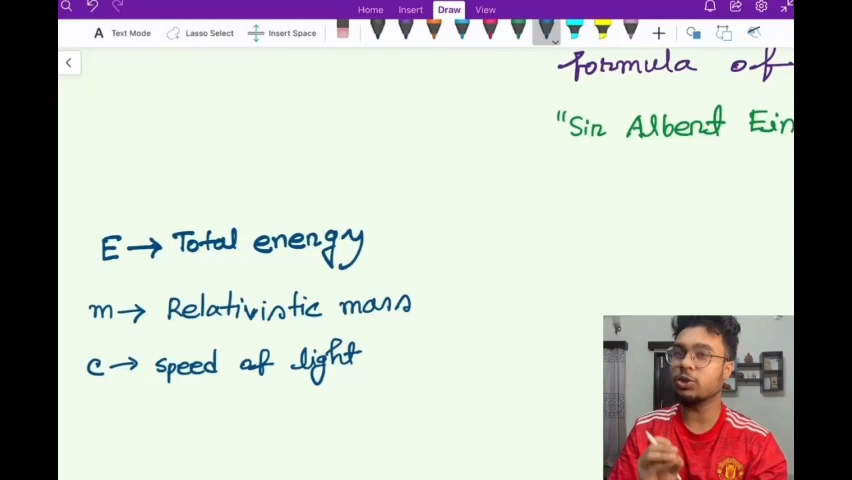 Home Insert Draw View
A Text Mode Lasso Select Insert Space
formula of
"Sir Albert Ein
E → Total energy
m → Relativistic mass
c → speed of light